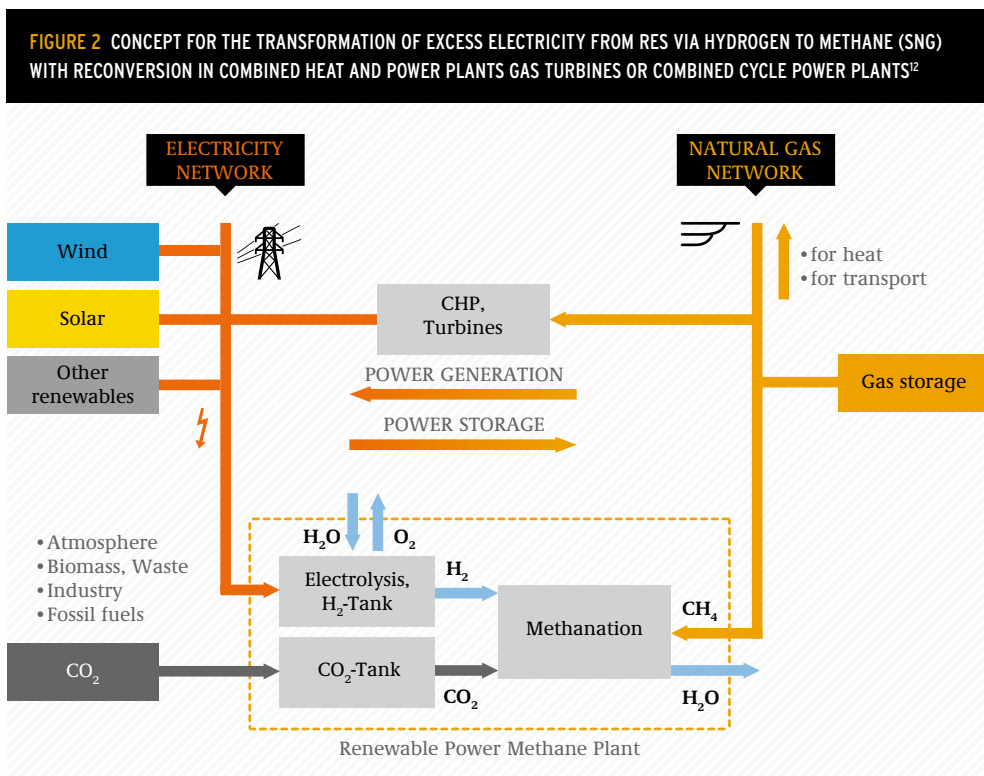 FIGURE 2 CONCEPT FOR THE TRANSFORMATION OF EXCESS ELECTRICITY FROM RES VIA HYDROGEN TO METHANE (SNG)
WITH RECONVERSION IN COMBINED HEAT AND POWER PLANTS GAS TURBINES OR COMBINED CYCLE POWER PLANTS¹²
ELECTRICITY
NETWORK
NATURAL GAS
NETWORK
Wind
Solar
Other
renewables
CHP,
Turbines
• for heat
• for transport
Gas storage
POWER GENERATION
POWER STORAGE
• Atmosphere
• Biomass, Waste
• Industry
• Fossil fuels
H₂O
O₂
Electrolysis,
H₂-Tank
H₂
Methanation
CH₄
CO₂
CO₂-Tank
CO₂
H₂O
Renewable Power Methane Plant